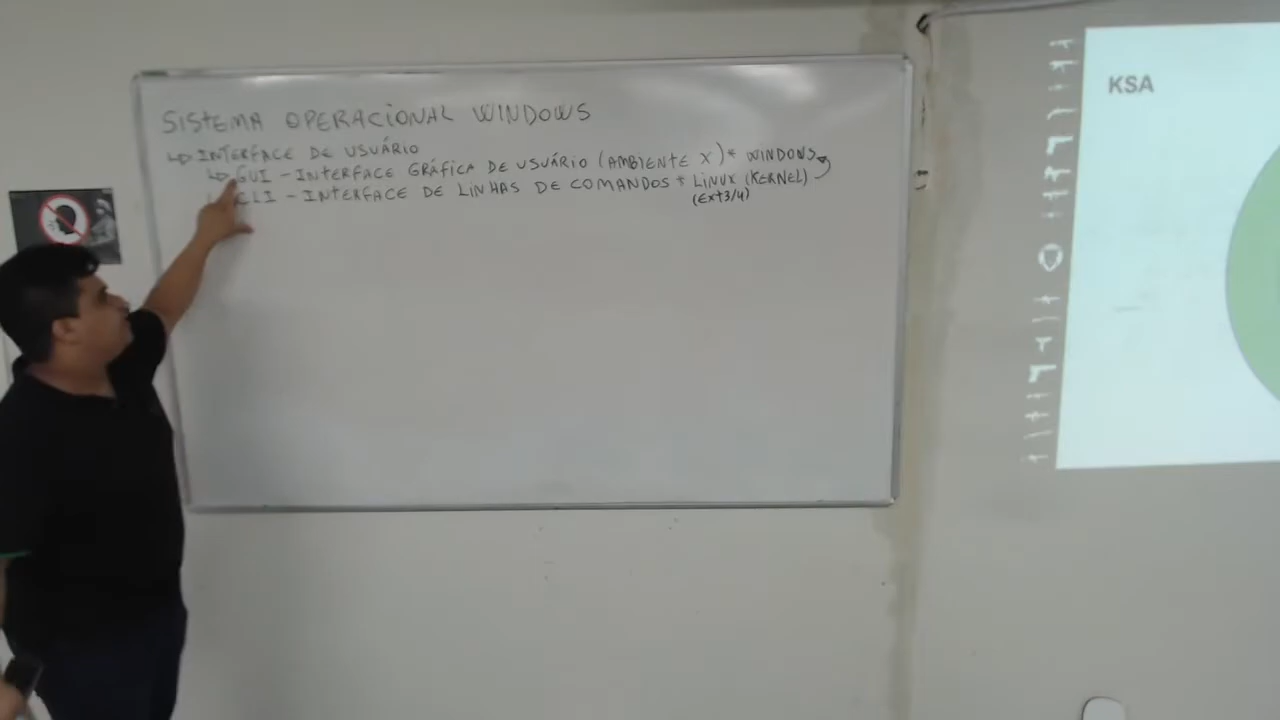 SISTEMA OPERACIONAL WINDOWS
INTERFACE DE USUÁRIO
GUI - INTERFACE GRÁFICA DE USUÁRIO (AMBIENTE X) * WINDOWS
CLI - INTERFACE DE LINHAS DE COMANDOS * LINUX (KERNEL)
(Ext3/4)
KSA